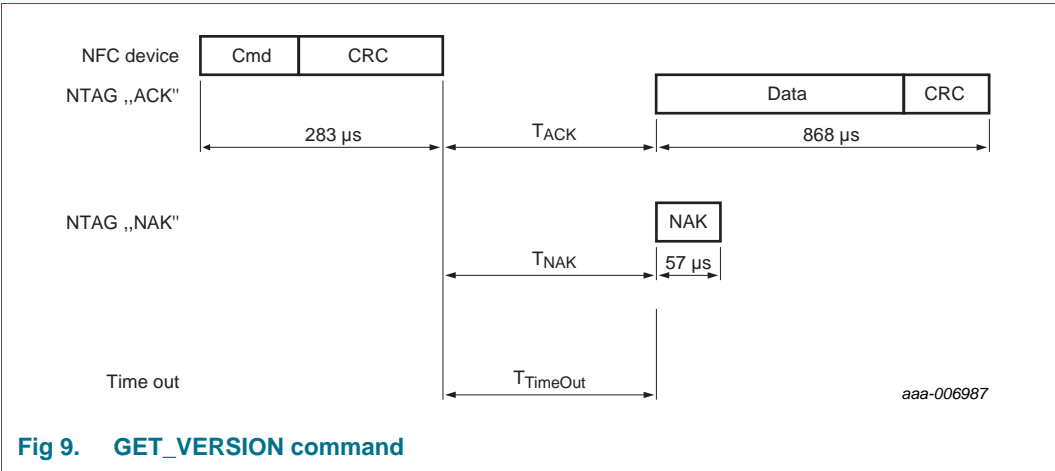 NFC device Cmd CRC
NTAG ,,ACK" Data CRC
283 µs TACK 868 µs
NTAG ,,NAK" NAK
TNAK 57 µs
Time out TTimeOut aaa-006987
Fig 9. GET_VERSION command